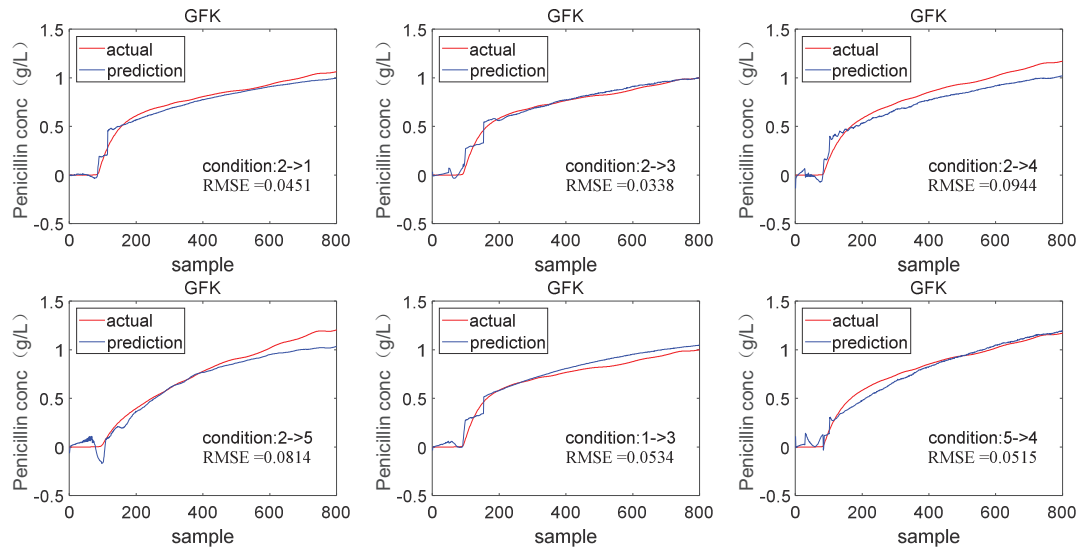 GFK
Penicillin conc（g/L）
1.5
1
0.5
0
-0.5
actual
prediction
condition:2->1
RMSE =0.0451
0 200 400 600 800
sample
GFK
Penicillin conc（g/L）
1.5
1
0.5
0
-0.5
actual
prediction
condition:2->3
RMSE =0.0338
0 200 400 600 800
sample
GFK
Penicillin conc（g/L）
1.5
1
0.5
0
-0.5
actual
prediction
condition:2->4
RMSE =0.0944
0 200 400 600 800
sample
GFK
Penicillin conc（g/L）
1.5
1
0.5
0
-0.5
actual
prediction
condition:2->5
RMSE =0.0814
0 200 400 600 800
sample
GFK
Penicillin conc（g/L）
1.5
1
0.5
0
-0.5
actual
prediction
condition:1->3
RMSE =0.0534
0 200 400 600 800
sample
GFK
Penicillin conc（g/L）
1.5
1
0.5
0
-0.5
actual
prediction
condition:5->4
RMSE =0.0515
0 200 400 600 800
sample